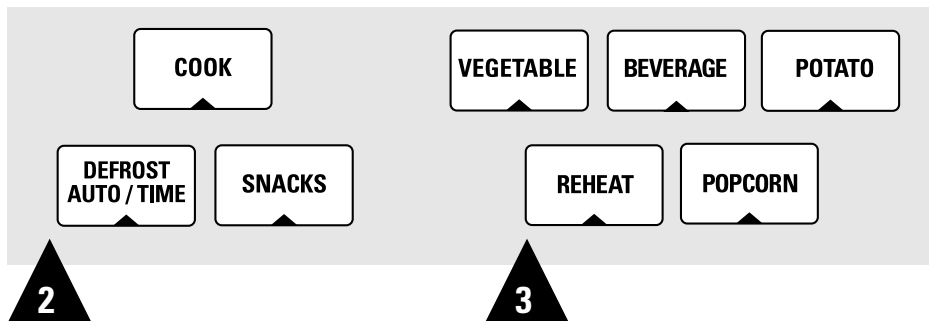 COOK
VEGETABLE
BEVERAGE
POTATO
DEFROST
AUTO / TIME
SNACKS
REHEAT
POPCORN
2
3